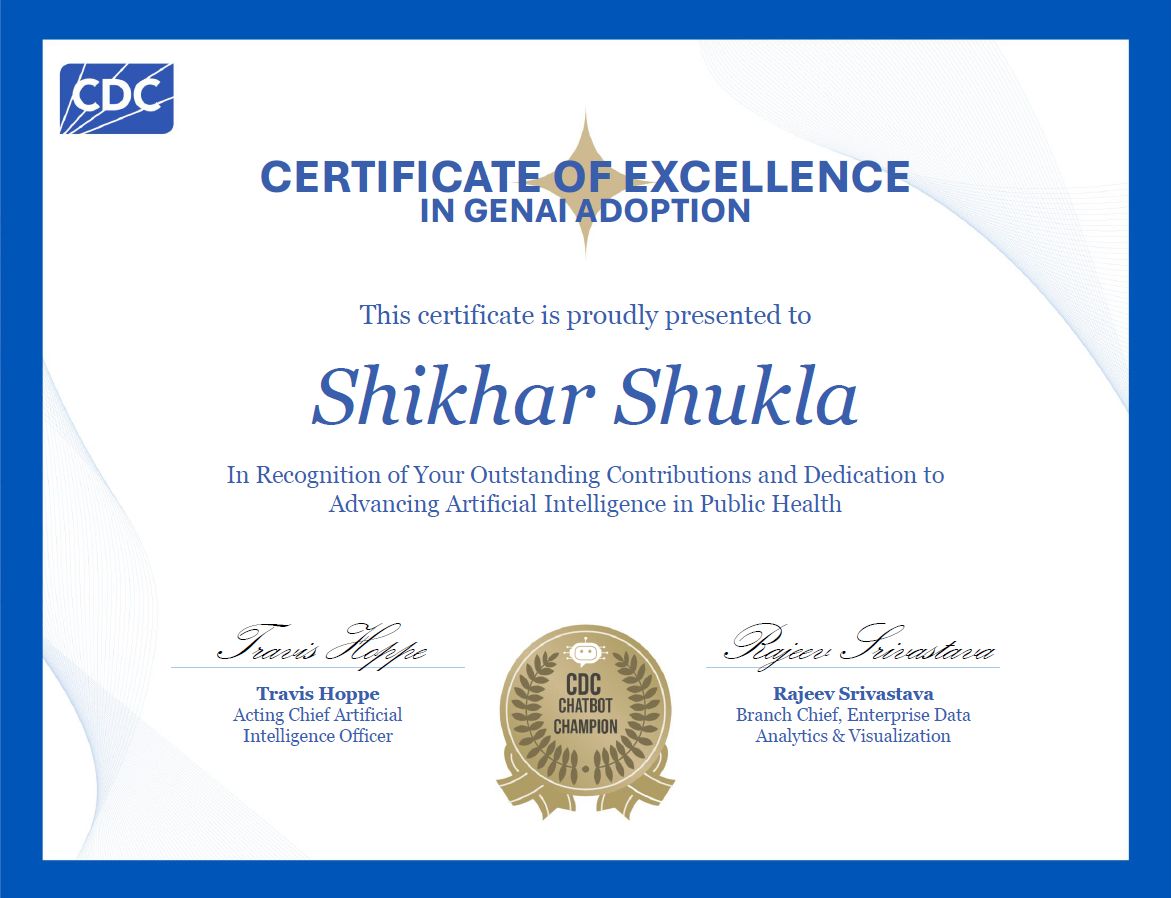 CDC
CERTIFICATE OF EXCELLENCE
IN GENAI ADOPTION
This certificate is proudly presented to
Shikhar Shukla
In Recognition of Your Outstanding Contributions and Dedication to
Advancing Artificial Intelligence in Public Health
Travis Hoppe
Travis Hoppe
Acting Chief Artificial
Intelligence Officer
CDC
CHATBOT
CHAMPION
Rajeev Srivastava
Rajeev Srivastava
Branch Chief, Enterprise Data
Analytics & Visualization